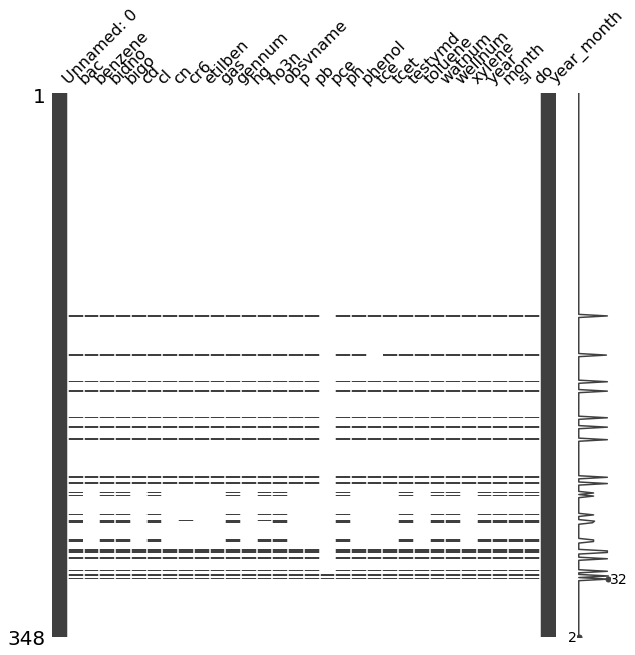 Unnamed: 0
bac
benzene
bidno
bigo
cd
cl
cn
cr6
etilben
gas
gennum
hg
no3n
obsvname
p
pb
pce
ph
phenol
tce
tcet
testymd
toluene
watnum
wellnum
xylene
year
month
si
do
year_month
1
32
348
2